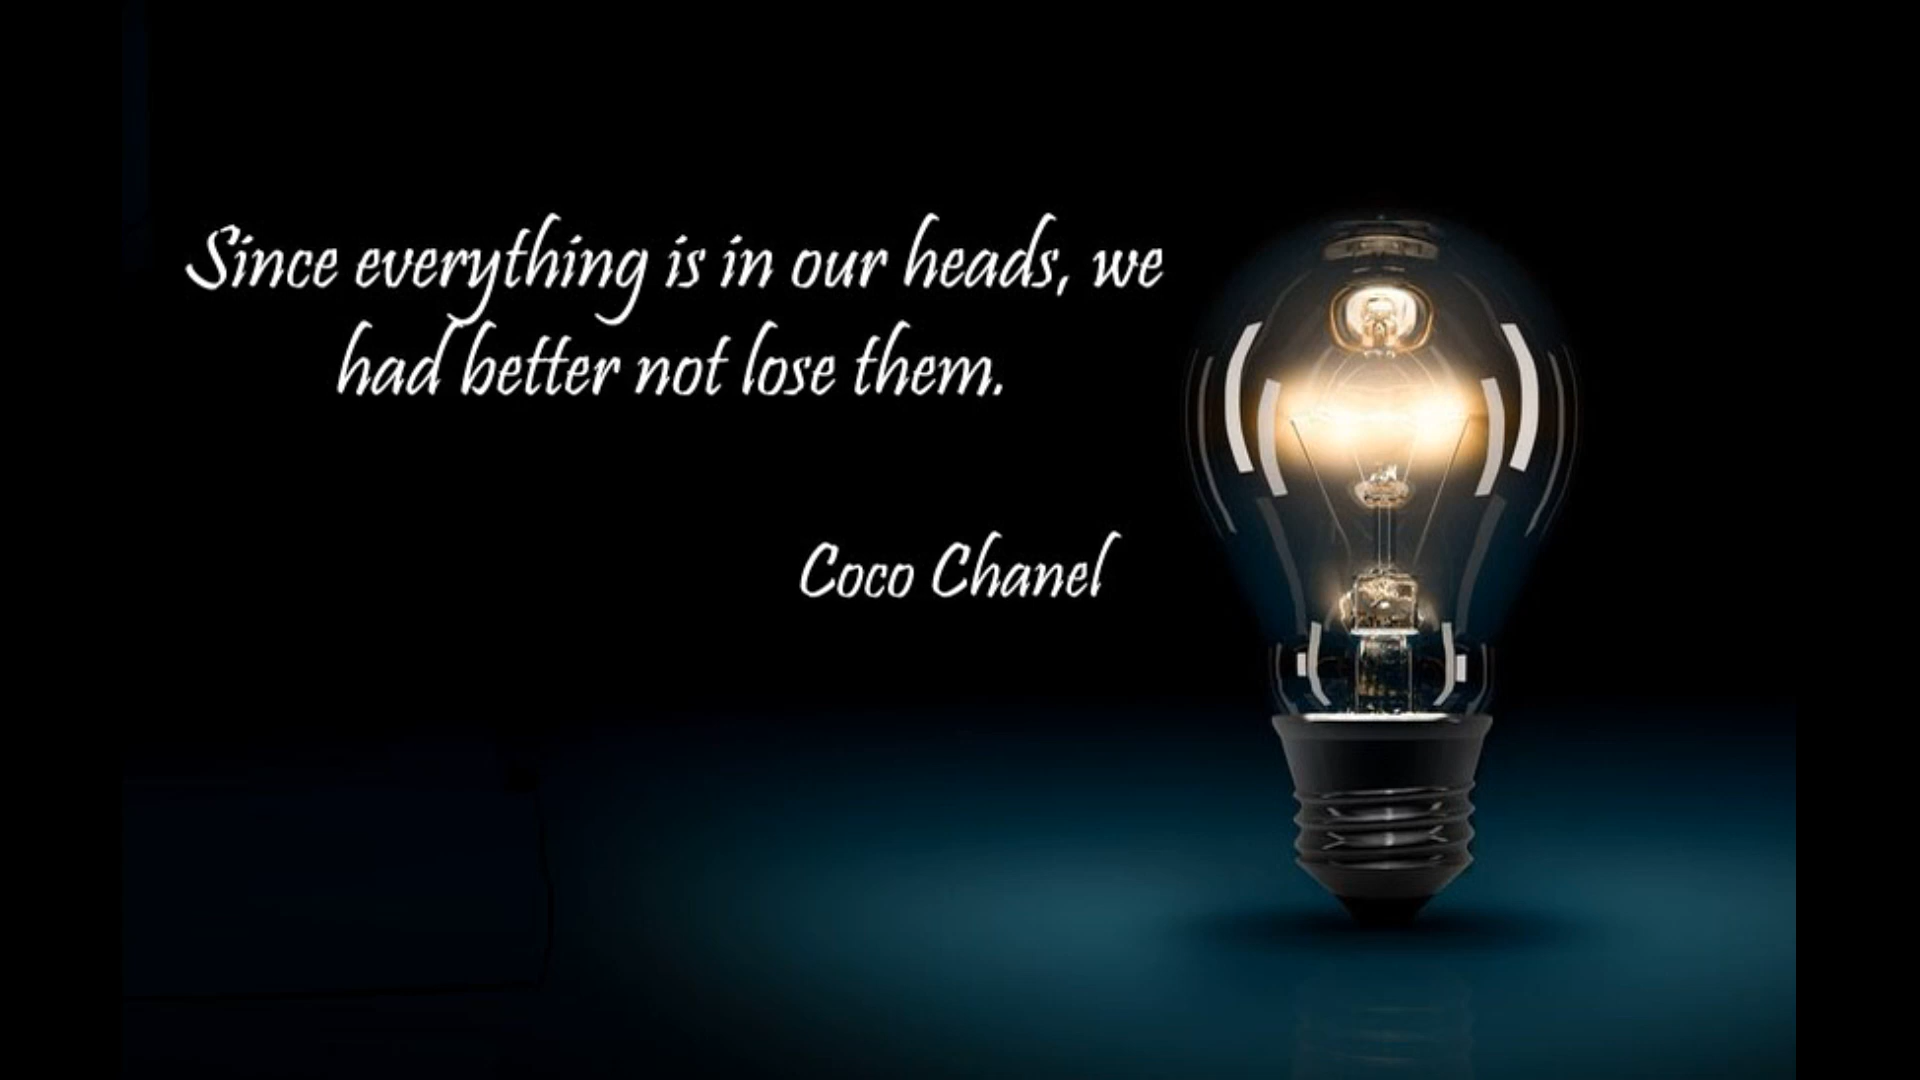 Since everything is in our heads, we
had better not lose them.
Coco Chanel